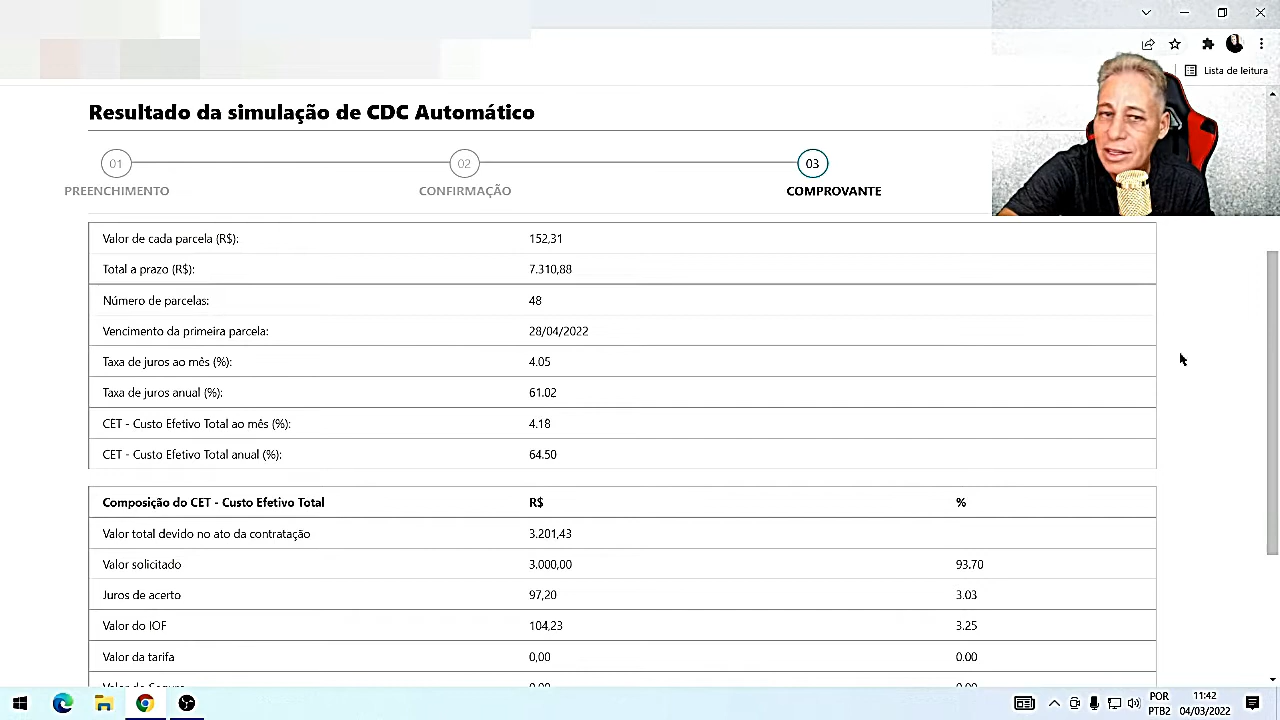 Lista de leitura
Resultado da simulação de CDC Automático
01
02
03
PREENCHIMENTO
CONFIRMAÇÃO
COMPROVANTE
Valor de cada parcela (R$): 152,31
Total a prazo (R$): 7.310,88
Número de parcelas: 48
Vencimento da primeira parcela: 28/04/2022
Taxa de juros ao mês (%): 4.05
Taxa de juros anual (%): 61.02
CET - Custo Efetivo Total ao mês (%): 4.18
CET - Custo Efetivo Total anual (%): 64.50
Composição do CET - Custo Efetivo Total R$ %
Valor total devido no ato da contratação 3.201,43
Valor solicitado 3.000,00 93.70
Juros de acerto 97,20 3.03
Valor do IOF 104,23 3.25
Valor da tarifa 0,00 0.00
POR 11:42
PTB2 04/03/2022